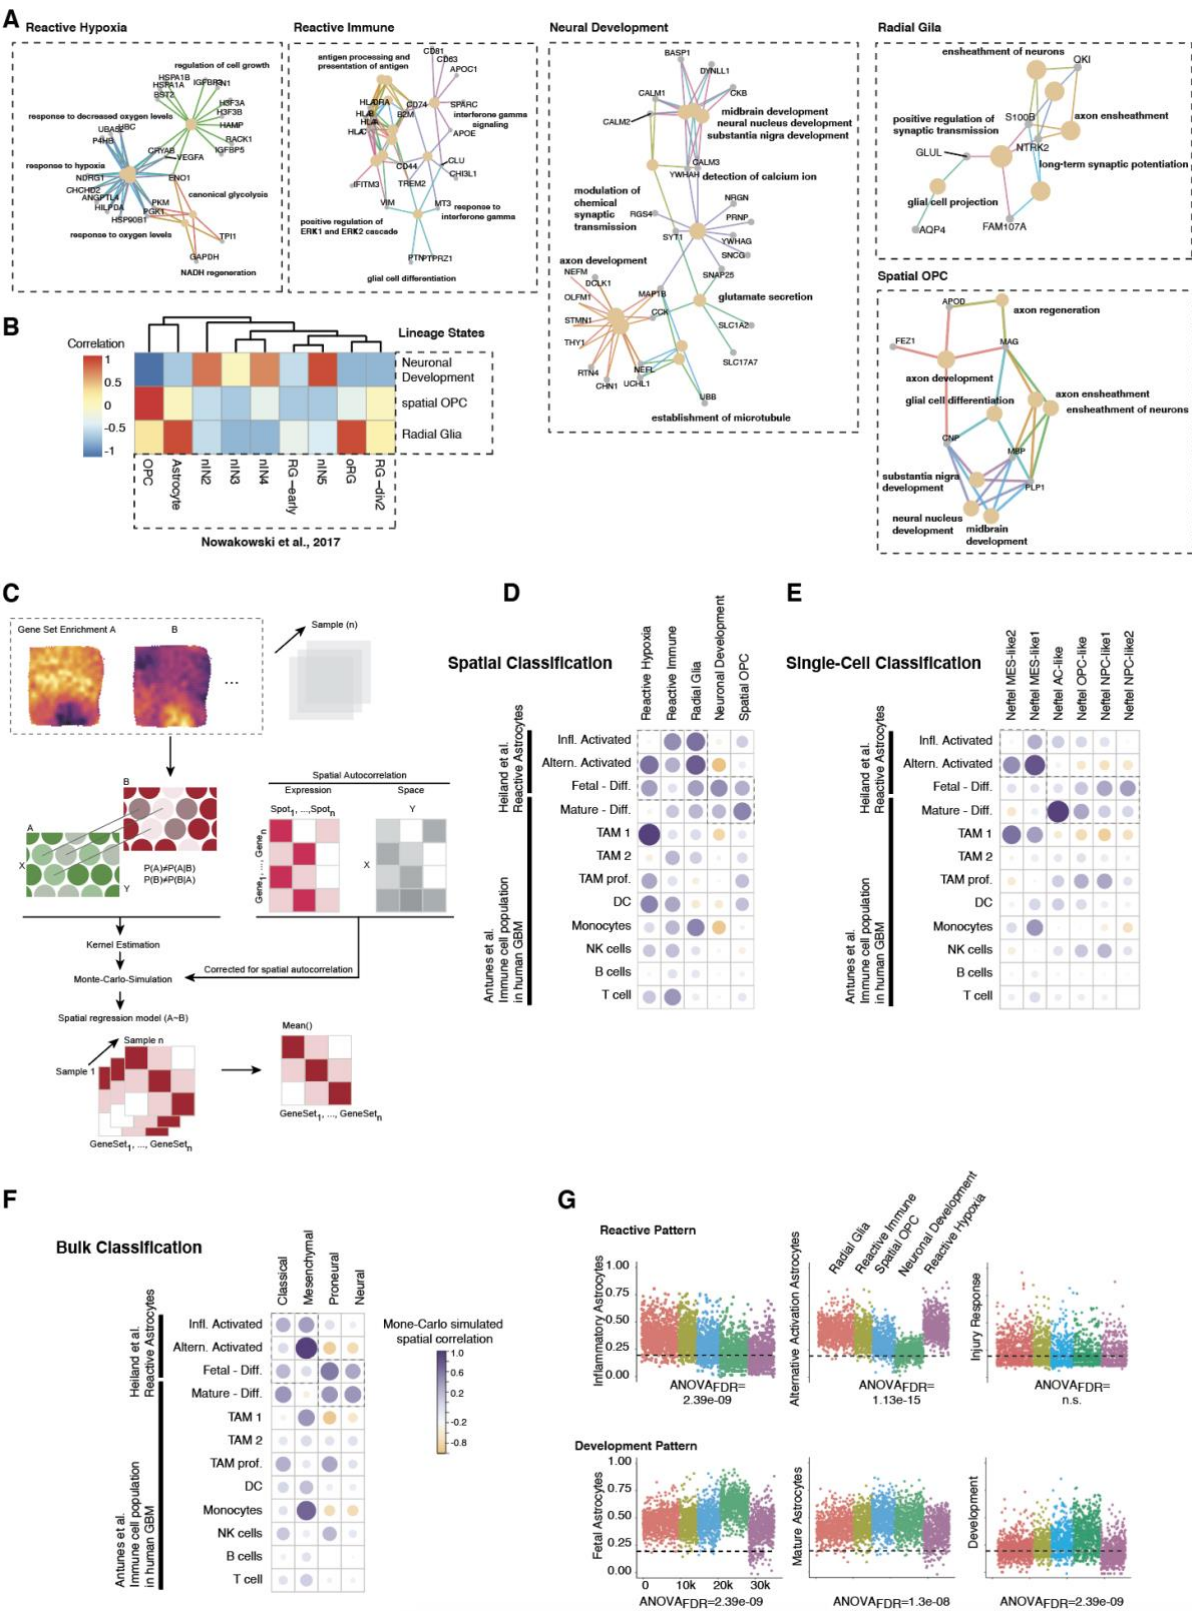 A
Reactive Hypoxia
regulation of cell growth
HSPA1B
HSPA1A
IGFBP3
FN1
BST2
H3F3A
H3F3B
response to decreased oxygen levels
HAMP
UBA52
UBC
P4HB
RACK1
CRYAB
IGFBP5
VEGFA
response to hypoxia
NDRG1
ENO1
CHCHD2
canonical glycolysis
ANGPTL4
HILPDA
PKM
PGK1
HSP90B1
response to oxygen levels
TPI1
GAPDH
NADH regeneration
Reactive Immune
CD81
antigen processing and
presentation of antigen
CD63
APOC1
HLA-DRA
CD74
SPARC
HLA-B
B2M
interferone gamma
signaling
HLA-A
HLA-C
APOE
CD44
CLU
CHI3L1
IFITM3
TREM2
VIM
MT3
response to
interferone gamma
positive regulation of
ERK1 and ERK2 cascade
PTN
PTPRZ1
glial cell differentiation
Neural Development
BASP1
DYNLL1
CALM1
CKB
CALM2
midbrain development
neural nucleus development
substantia nigra development
CALM3
YWHAH
detection of calcium ion
modulation of
chemical
synaptic
transmission
NRGN
RGS4
PRNP
SYT1
YWHAG
SNCG
axon development
NEFM
SNAP25
DCLK1
OLFM1
MAP1B
glutamate secretion
CCK
STMN1
SLC1A2
THY1
SLC17A7
RTN4
NEFL
CHN1
UCHL1
UBB
establishment of microtubule
Radial Gila
ensheathment of neurons
QKI
positive regulation of
synaptic transmission
S100B
axon ensheathment
GLUL
NTRK2
long-term synaptic potentiation
glial cell projection
AQP4
FAM107A
Spatial OPC
APOD
axon regeneration
FEZ1
MAG
axon development
glial cell differentiation
axon ensheathment
ensheathment of neurons
CNP
MBP
substantia nigra
development
PLP1
neural nucleus
development
midbrain
development
B
Correlation
1
0.5
0
-0.5
-1
Lineage States
Neuronal
Development
spatial OPC
Radial Glia
OPC
Astrocyte
nIN2
nIN3
nIN4
RG-early
nIN5
oRG
RG-div2
Nowakowski et al., 2017
C
Gene Set Enrichment A
B
...
Sample (n)
B
A
X
Y
P(A)≠P(A|B)
P(B)≠P(B|A)
Spatial Autocorrelation
Expression
Space
Spot1, ...,Spotn
Y
Gene1, ..., Genen
X
Kernel Estimation
Monte-Carlo-Simulation
Corrected for spatial autocorrelation
Spatial regression model (A~B)
Sample n
Sample 1
GeneSet1, ..., GeneSetn
Mean()
GeneSet1, ..., GeneSetn
D
Spatial Classification
Reactive Hypoxia
Reactive Immune
Radial Glia
Neuronal Development
Spatial OPC
Heiland et al.
Reactive Astrocytes
Antunes et al.
Immune cell population
in human GBM
Infl. Activated
Altern. Activated
Fetal - Diff.
Mature - Diff.
TAM 1
TAM 2
TAM prof.
DC
Monocytes
NK cells
B cells
T cell
E
Single-Cell Classification
Neftel MES-like2
Neftel MES-like1
Neftel AC-like
Neftel OPC-like
Neftel NPC-like1
Neftel NPC-like2
Heiland et al.
Reactive Astrocytes
Antunes et al.
Immune cell population
in human GBM
Infl. Activated
Altern. Activated
Fetal - Diff.
Mature - Diff.
TAM 1
TAM 2
TAM prof.
DC
Monocytes
NK cells
B cells
T cell
F
Bulk Classification
Classical
Mesenchymal
Proneural
Neural
Heiland et al.
Reactive Astrocytes
Antunes et al.
Immune cell population
in human GBM
Infl. Activated
Altern. Activated
Fetal - Diff.
Mature - Diff.
TAM 1
TAM 2
TAM prof.
DC
Monocytes
NK cells
B cells
T cell
Mone-Carlo simulated
spatial correlation
1.0
0.8
0.2
-0.2
-0.8
G
Reactive Pattern
Inflammatory Astrocytes
1.00
0.75
0.50
0.25
0.00
ANOVAFDR=
2.39e-09
Alternative Activation Astrocytes
Radial Glia
Reactive Immune
Spatial OPC
Neuronal Development
Reactive Hypoxia
ANOVAFDR=
1.13e-15
Injury Response
ANOVAFDR=
n.s.
Development Pattern
Fetal Astrocytes
1.00
0.75
0.50
0.25
0.00
0
10k
20k
30k
ANOVAFDR=2.39e-09
Mature Astrocytes
ANOVAFDR=1.3e-08
Development
ANOVAFDR=2.39e-09